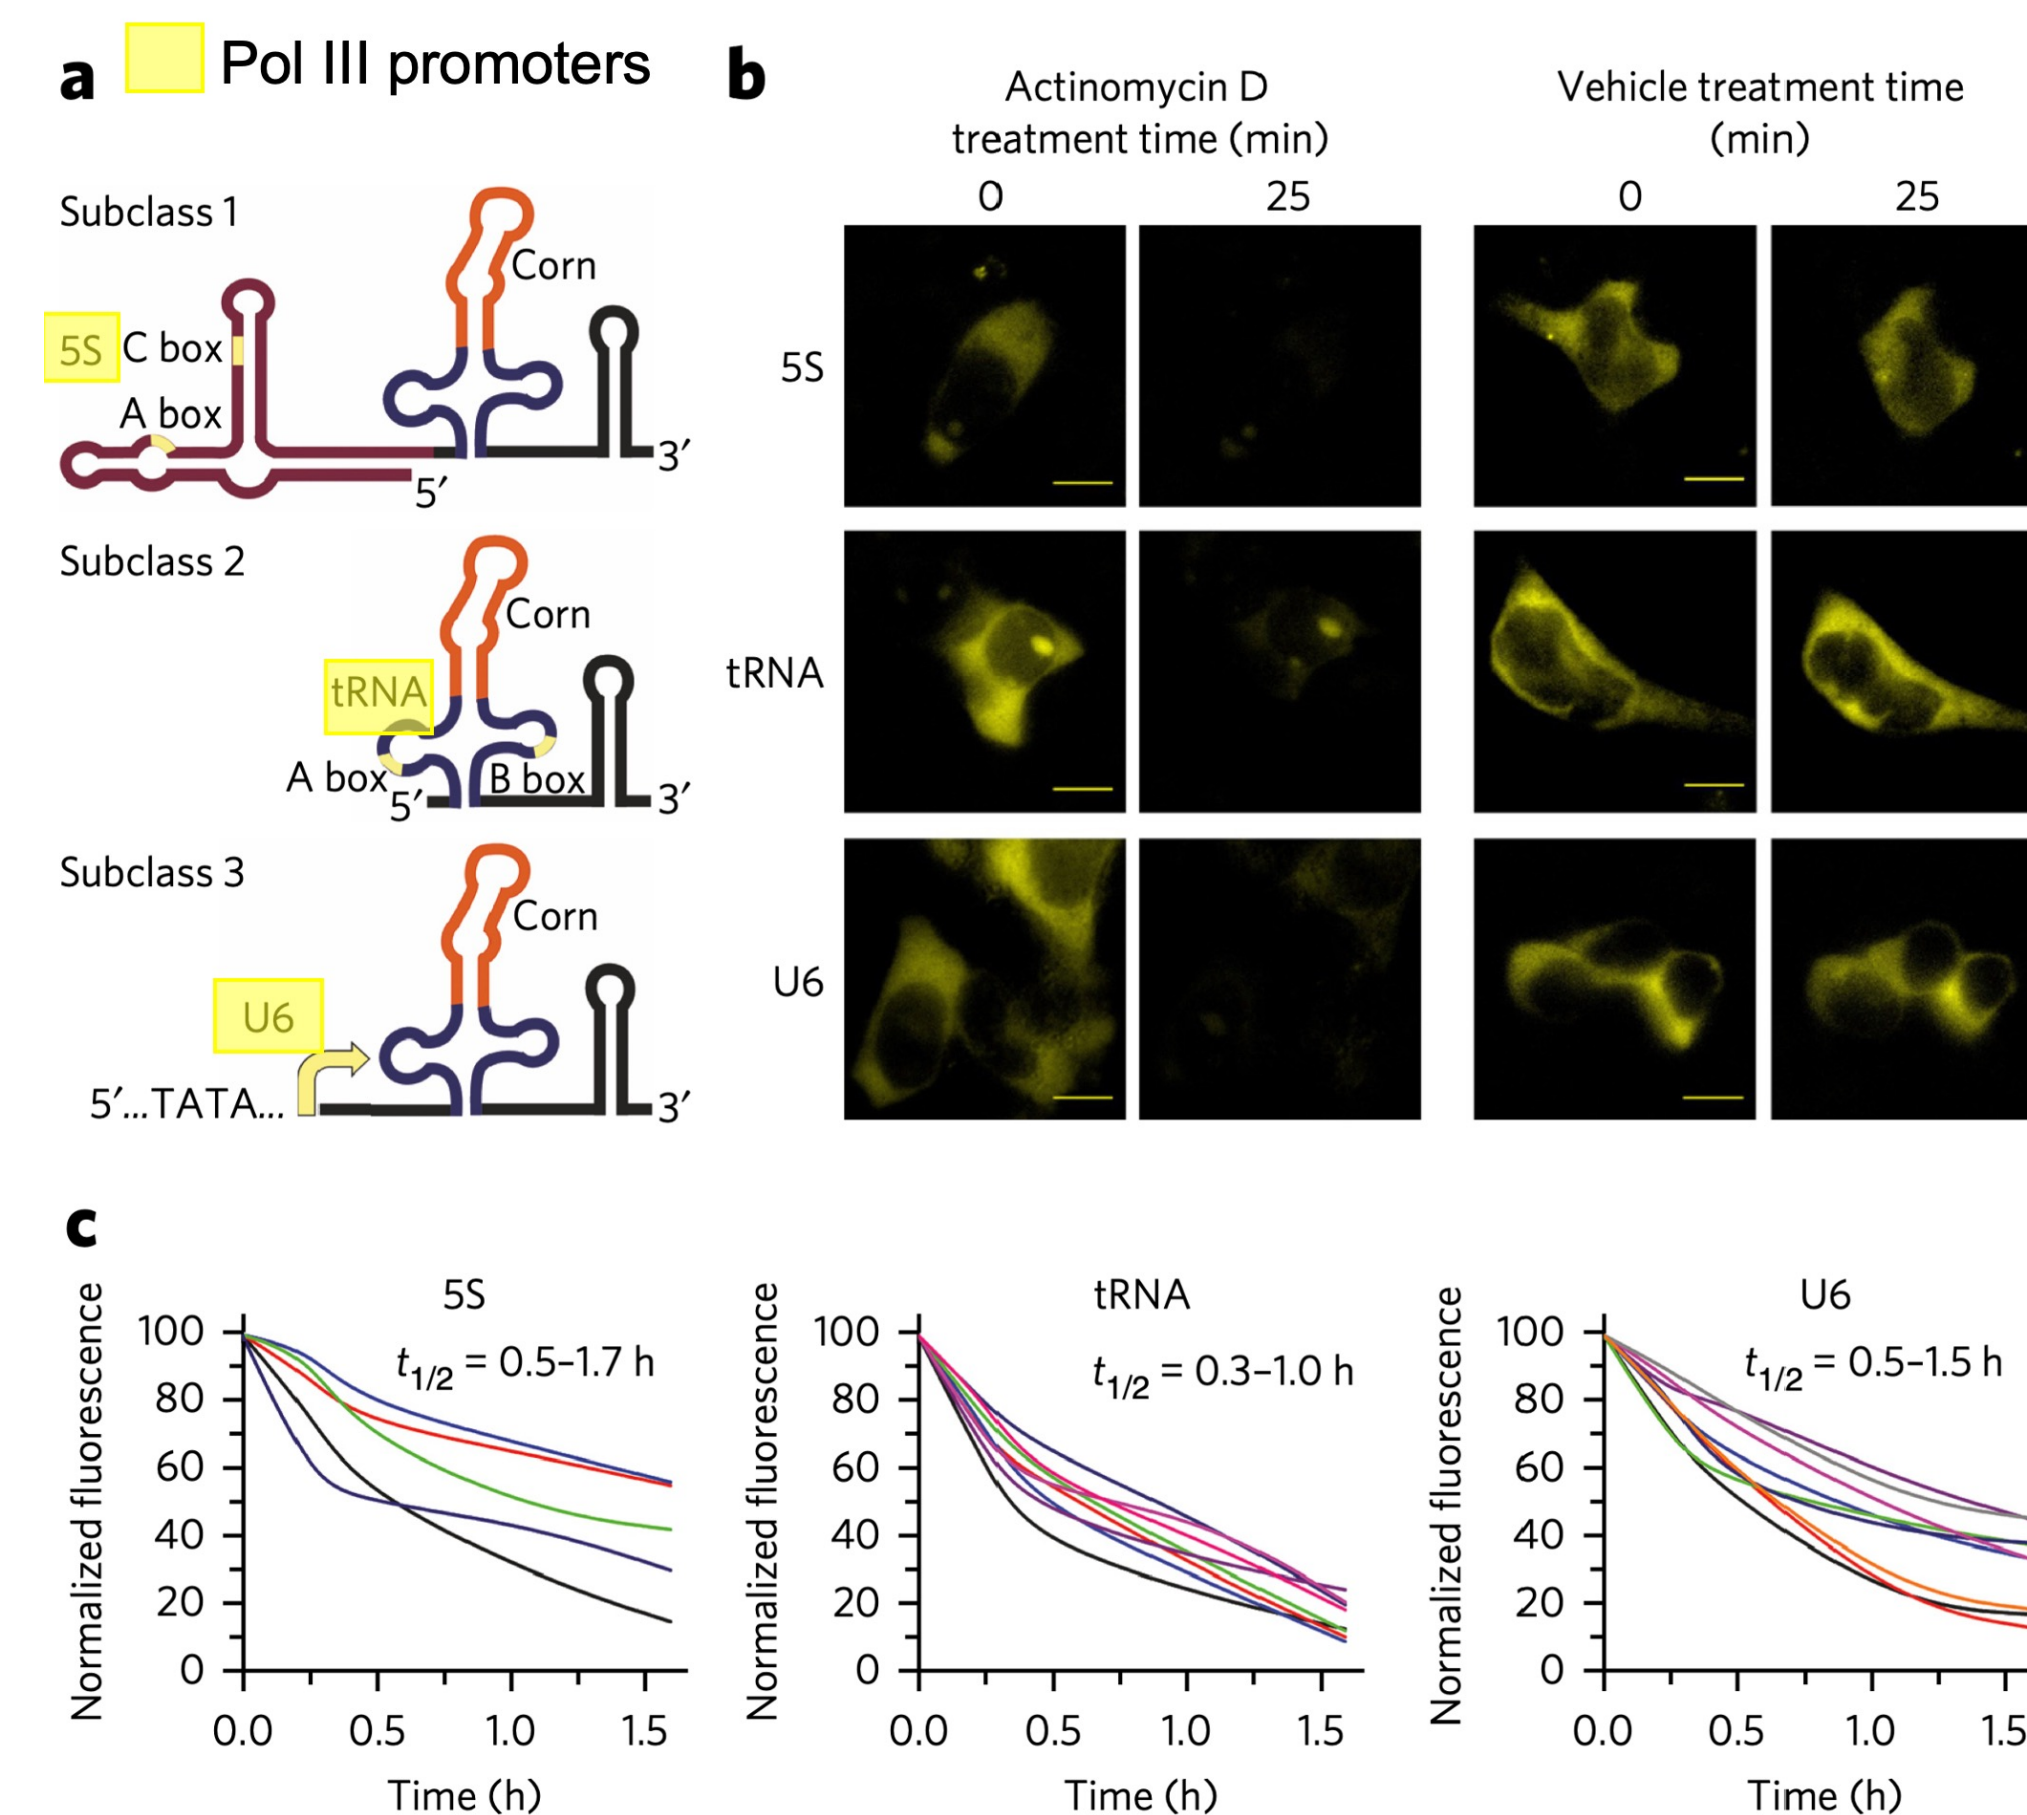 a
Pol III promoters
Subclass 1
Corn
5S
C box
A box
3′
5′
Subclass 2
Corn
tRNA
A box
B box
5′
3′
Subclass 3
Corn
U6
5′...TATA...
3′
b
Actinomycin D
treatment time (min)
Vehicle treatment time
(min)
0
25
0
25
5S
tRNA
U6
c
5S
t1/2 = 0.5–1.7 h
Normalized fluorescence
100
80
60
40
20
0
0.0
0.5
1.0
1.5
Time (h)
tRNA
t1/2 = 0.3–1.0 h
Normalized fluorescence
100
80
60
40
20
0
0.0
0.5
1.0
1.5
Time (h)
U6
t1/2 = 0.5–1.5 h
Normalized fluorescence
100
80
60
40
20
0
0.0
0.5
1.0
1.5
Time (h)